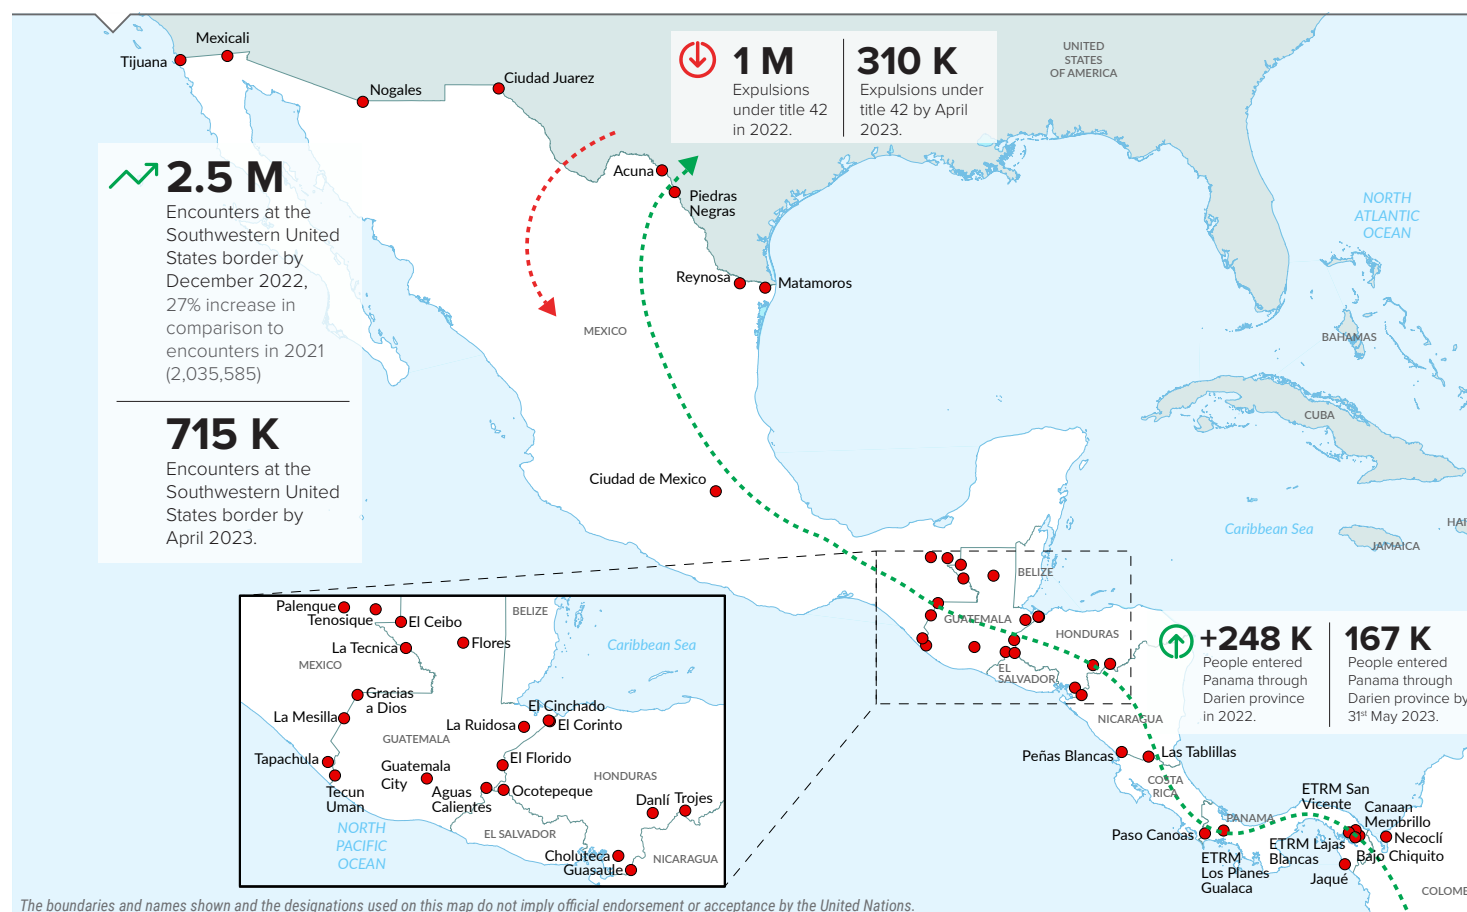 Mexicali
Tijuana
Nogales
Ciudad Juarez
1 M
Expulsions
under title 42
in 2022.
310 K
Expulsions under
title 42 by April
2023.
UNITED
STATES
OF AMERICA
2.5 M
Encounters at the
Southwestern United
States border by
December 2022,
27% increase in
comparison to
encounters in 2021
(2,035,585)
715 K
Encounters at the
Southwestern United
States border by
April 2023.
Acuna
Piedras
Negras
Reynosa
Matamoros
MEXICO
NORTH
ATLANTIC
OCEAN
BAHAMAS
CUBA
Ciudad de Mexico
Caribbean Sea
HAI
JAMAICA
BELIZE
GUATEMALA
HONDURAS
EL
SALVADOR
NICARAGUA
+248 K
People entered
Panama through
Darien province
in 2022.
167 K
People entered
Panama through
Darien province by
31st May 2023.
Peñas Blancas
Las Tablillas
COSTA
RICA
ETRM San
Vicente
Canaan
Membrillo
PANAMA
Paso Canoas
Necoclí
ETRM Lajas
Blancas
Bajo Chiquito
ETRM
Los Planes
Gualaca
Jaqué
COLOME
Palenque
Tenosique
El Ceibo
BELIZE
La Tecnica
Flores
Caribbean Sea
MEXICO
Gracias
a Dios
La Mesilla
El Cinchado
La Ruidosa
El Corinto
GUATEMALA
Tapachula
Guatemala
City
El Florido
HONDURAS
Tecun
Uman
Aguas
Calientes
Ocotepeque
Danlí
Trojes
NORTH
PACIFIC
OCEAN
EL SALVADOR
Choluteca
Guasaule
NICARAGUA
The boundaries and names shown and the designations used on this map do not imply official endorsement or acceptance by the United Nations.